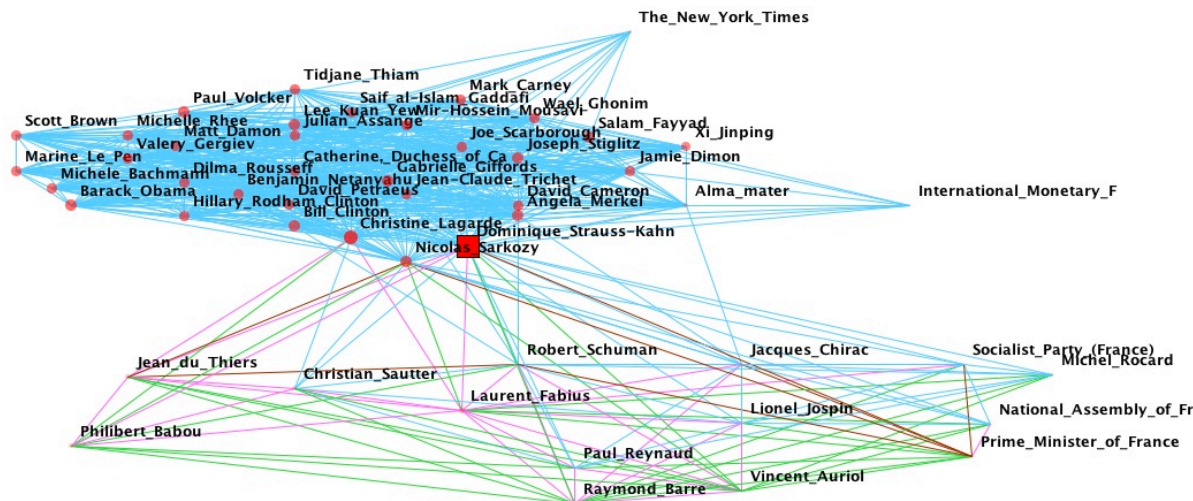 The_New_York_Times
Tidjane_Thiam
Mark_Carney
Paul_Volcker
Saif_al-Islam_Gaddafi
Wael_Ghonim
Lee_Kuan_Yew
Mir-Hossein_Mousavi
Scott_Brown
Michelle_Rhee
Julian_Assange
Salam_Fayyad
Matt_Damon
Joe_Scarborough
Xi_Jinping
Valery_Gergiev
Joseph_Stiglitz
Marine_Le_Pen
Catherine,_Duchess_of_Ca
Jamie_Dimon
Dilma_Rousseff
Gabrielle_Giffords
Michele_Bachmann
Benjamin_Netanyahu
Jean-Claude_Trichet
Barack_Obama
David_Petraeus
David_Cameron
Alma_mater
International_Monetary_F
Hillary_Rodham_Clinton
Angela_Merkel
Bill_Clinton
Christine_Lagarde
Dominique_Strauss-Kahn
Nicolas_Sarkozy
Robert_Schuman
Jacques_Chirac
Socialist_Party_(France)
Jean_du_Thiers
Michel_Rocard
Christian_Sautter
Laurent_Fabius
Lionel_Jospin
National_Assembly_of_Fr
Philibert_Babou
Prime_Minister_of_France
Paul_Reynaud
Vincent_Auriol
Raymond_Barre